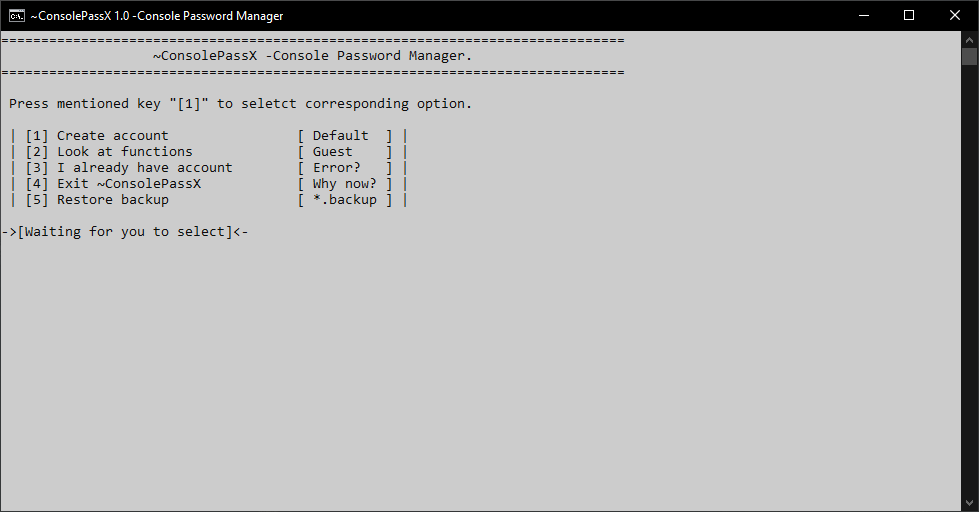 ~ConsolePassX 1.0 -Console Password Manager
==============================================================================
~ConsolePassX -Console Password Manager.
==============================================================================
Press mentioned key "[1]" to seletct corresponding option.
| [1] Create account [ Default ] |
| [2] Look at functions [ Guest ] |
| [3] I already have account [ Error? ] |
| [4] Exit ~ConsolePassX [ Why now? ] |
| [5] Restore backup [ *.backup ] |
->[Waiting for you to select]<-